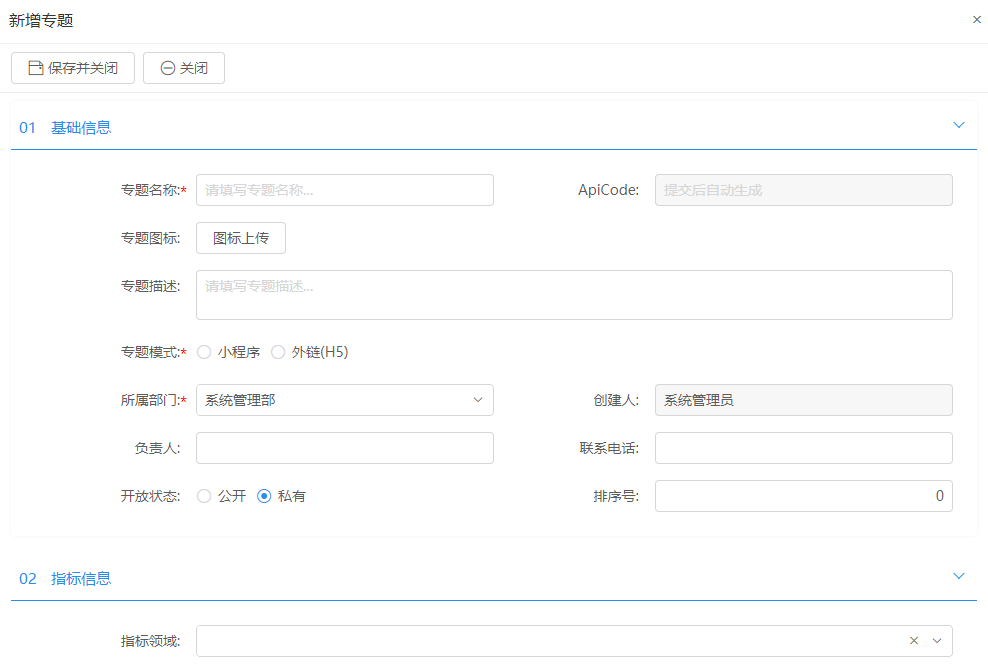 新增专题
保存并关闭 关闭
01 基础信息
专题名称:* 请填写专题名称... ApiCode: 提交后自动生成
专题图标: 图标上传
专题描述: 请填写专题描述...
专题模式:* 小程序 外链(H5)
所属部门:* 系统管理部 创建人: 系统管理员
负责人: 联系电话:
开放状态: 公开 私有 排序号: 0
02 指标信息
指标领域: